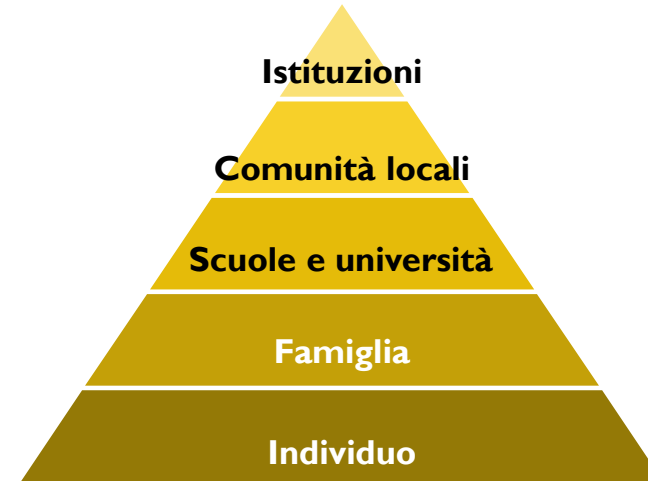 Istituzioni
Comunità locali
Scuole e università
Famiglia
Individuo